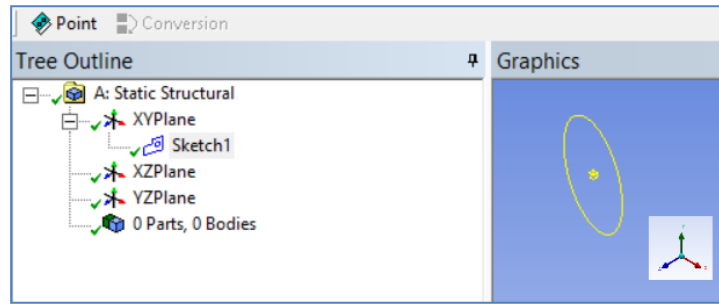 Point Conversion
Tree Outline Graphics
A: Static Structural
XYPlane
Sketch1
XZPlane
YZPlane
0 Parts, 0 Bodies